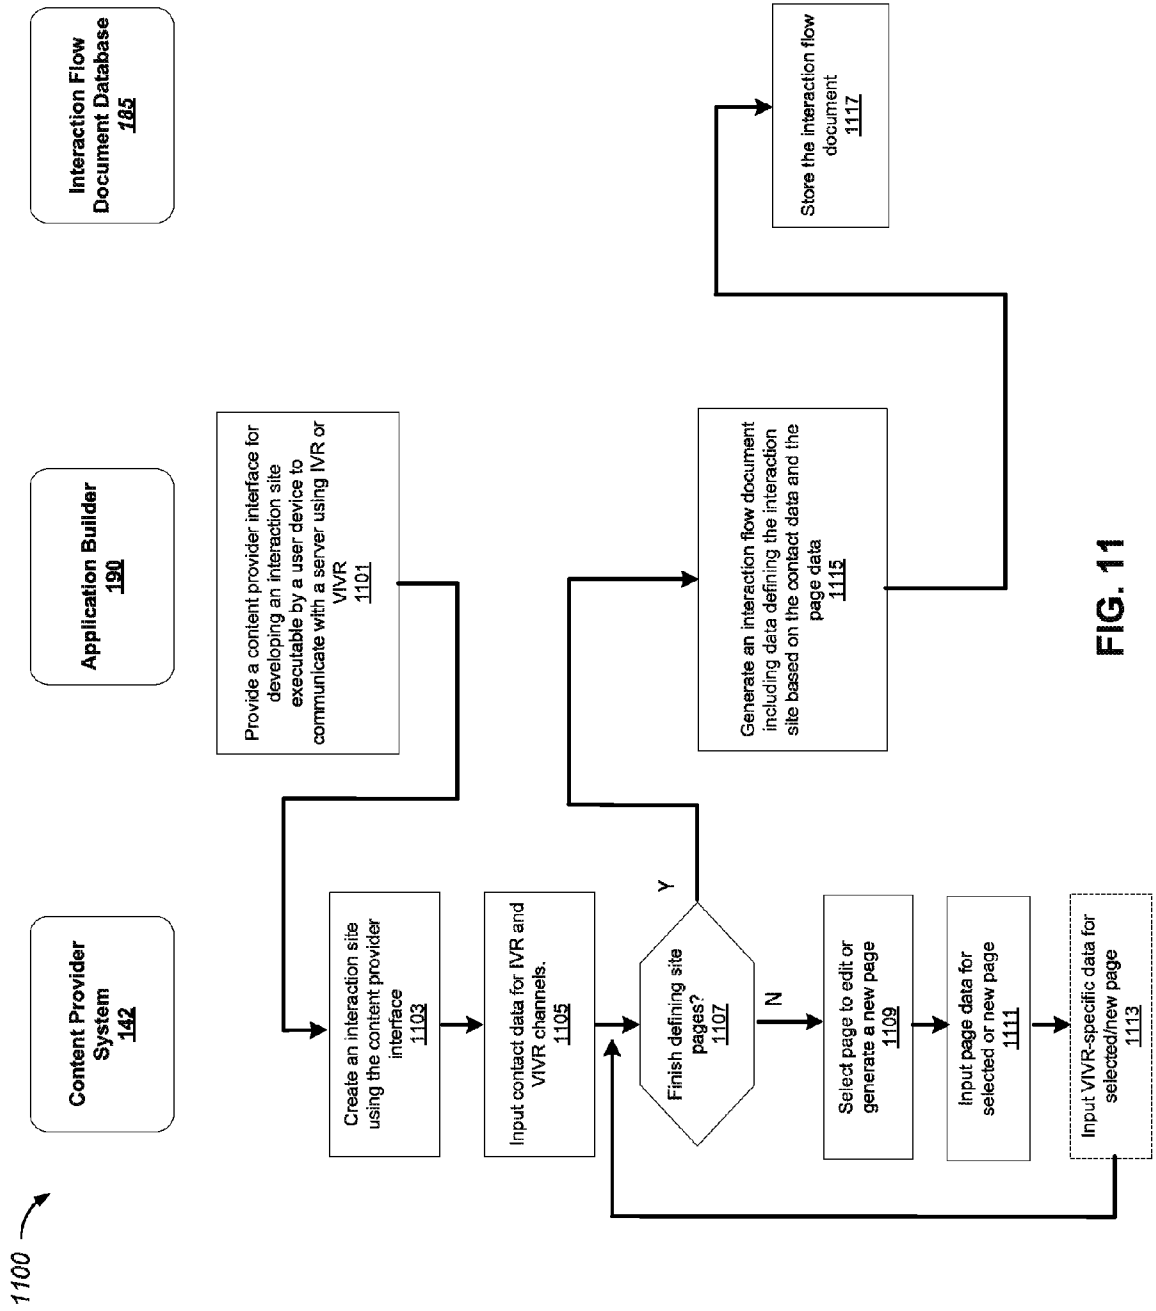 1100
Content Provider
System
142
Application Builder
190
Interaction Flow
Document Database
185
Provide a content provider interface for
developing an interaction site
executable by a user device to
communicate with a server using IVR or
VIVR
1101
Create an interaction site
using the content provider
interface
1103
Input contact data for IVR and
VIVR channels.
1105
Finish defining site
pages?
1107
Y
N
Select page to edit or
generate a new page
1109
Input page data for
selected or new page
1111
Input VIVR-specific data for
selected/new page
1113
Generate an interaction flow document
including data defining the interaction
site based on the contact data and the
page data
1115
Store the interaction flow
document
1117
FIG. 11